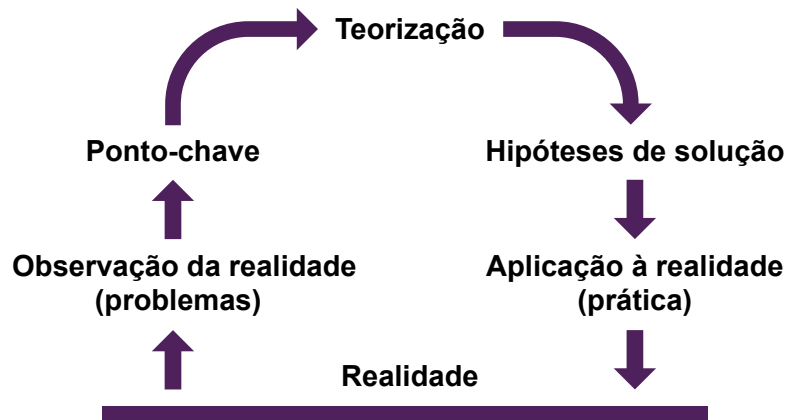 Teorização
Ponto-chave
Hipóteses de solução
Observação da realidade
(problemas)
Aplicação à realidade
(prática)
Realidade